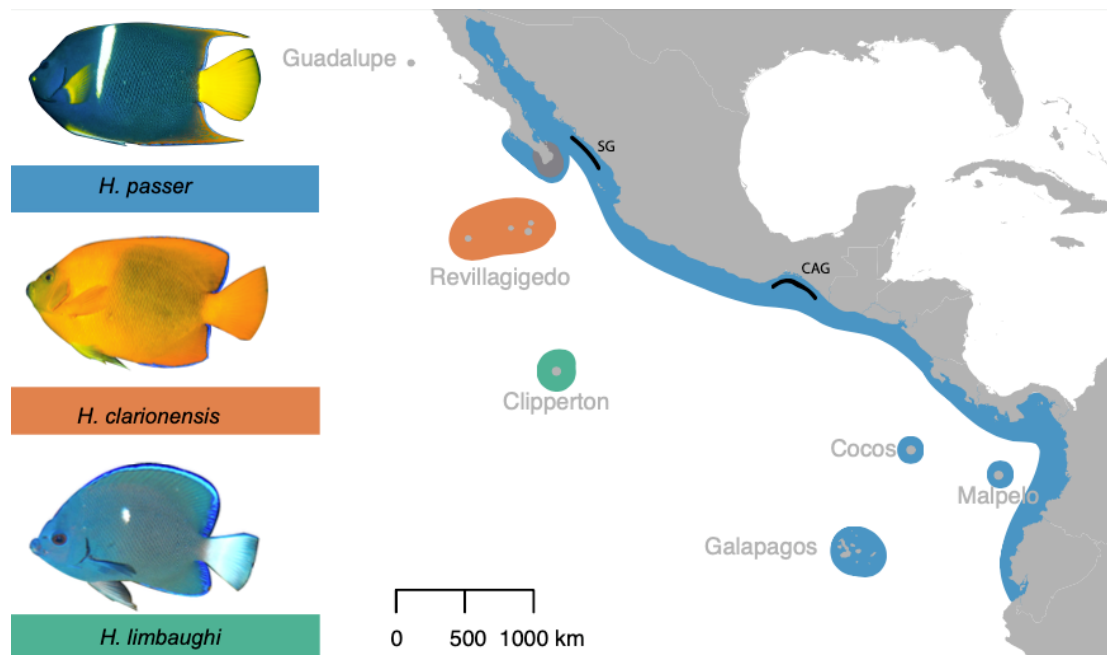 Guadalupe
SG
H. passer
Revillagigedo
CAG
H. clarionensis
Clipperton
Cocos
Malpelo
Galapagos
0 500 1000 km
H. limbaughi